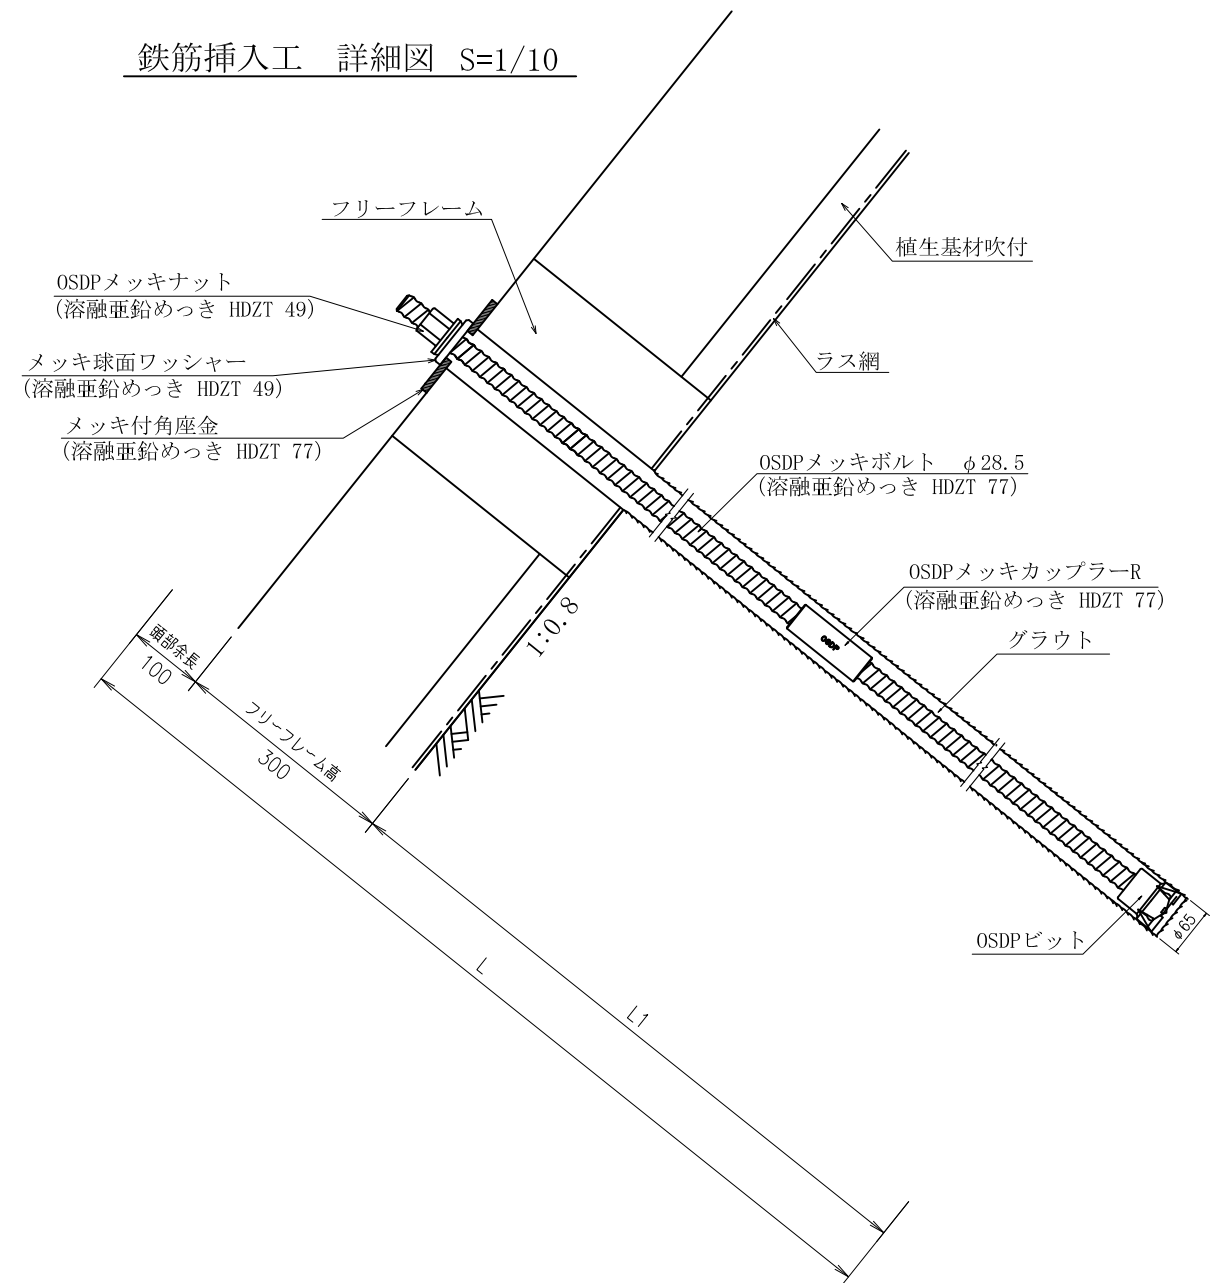 鉄筋挿入工　詳細図 S=1/10
フリーフレーム
植生基材吹付
OSDPメッキナット
(溶融亜鉛めっき HDZT 49)
メッキ球面ワッシャー
(溶融亜鉛めっき HDZT 49)
ラス網
メッキ付角座金
(溶融亜鉛めっき HDZT 77)
OSDPメッキボルト　φ28.5
(溶融亜鉛めっき HDZT 77)
OSDPメッキカップラーR
(溶融亜鉛めっき HDZT 77)
1:0.8
OSDP
グラウト
頭部余長
100
フリーフレーム高
300
φ65
OSDPビット
L
L1